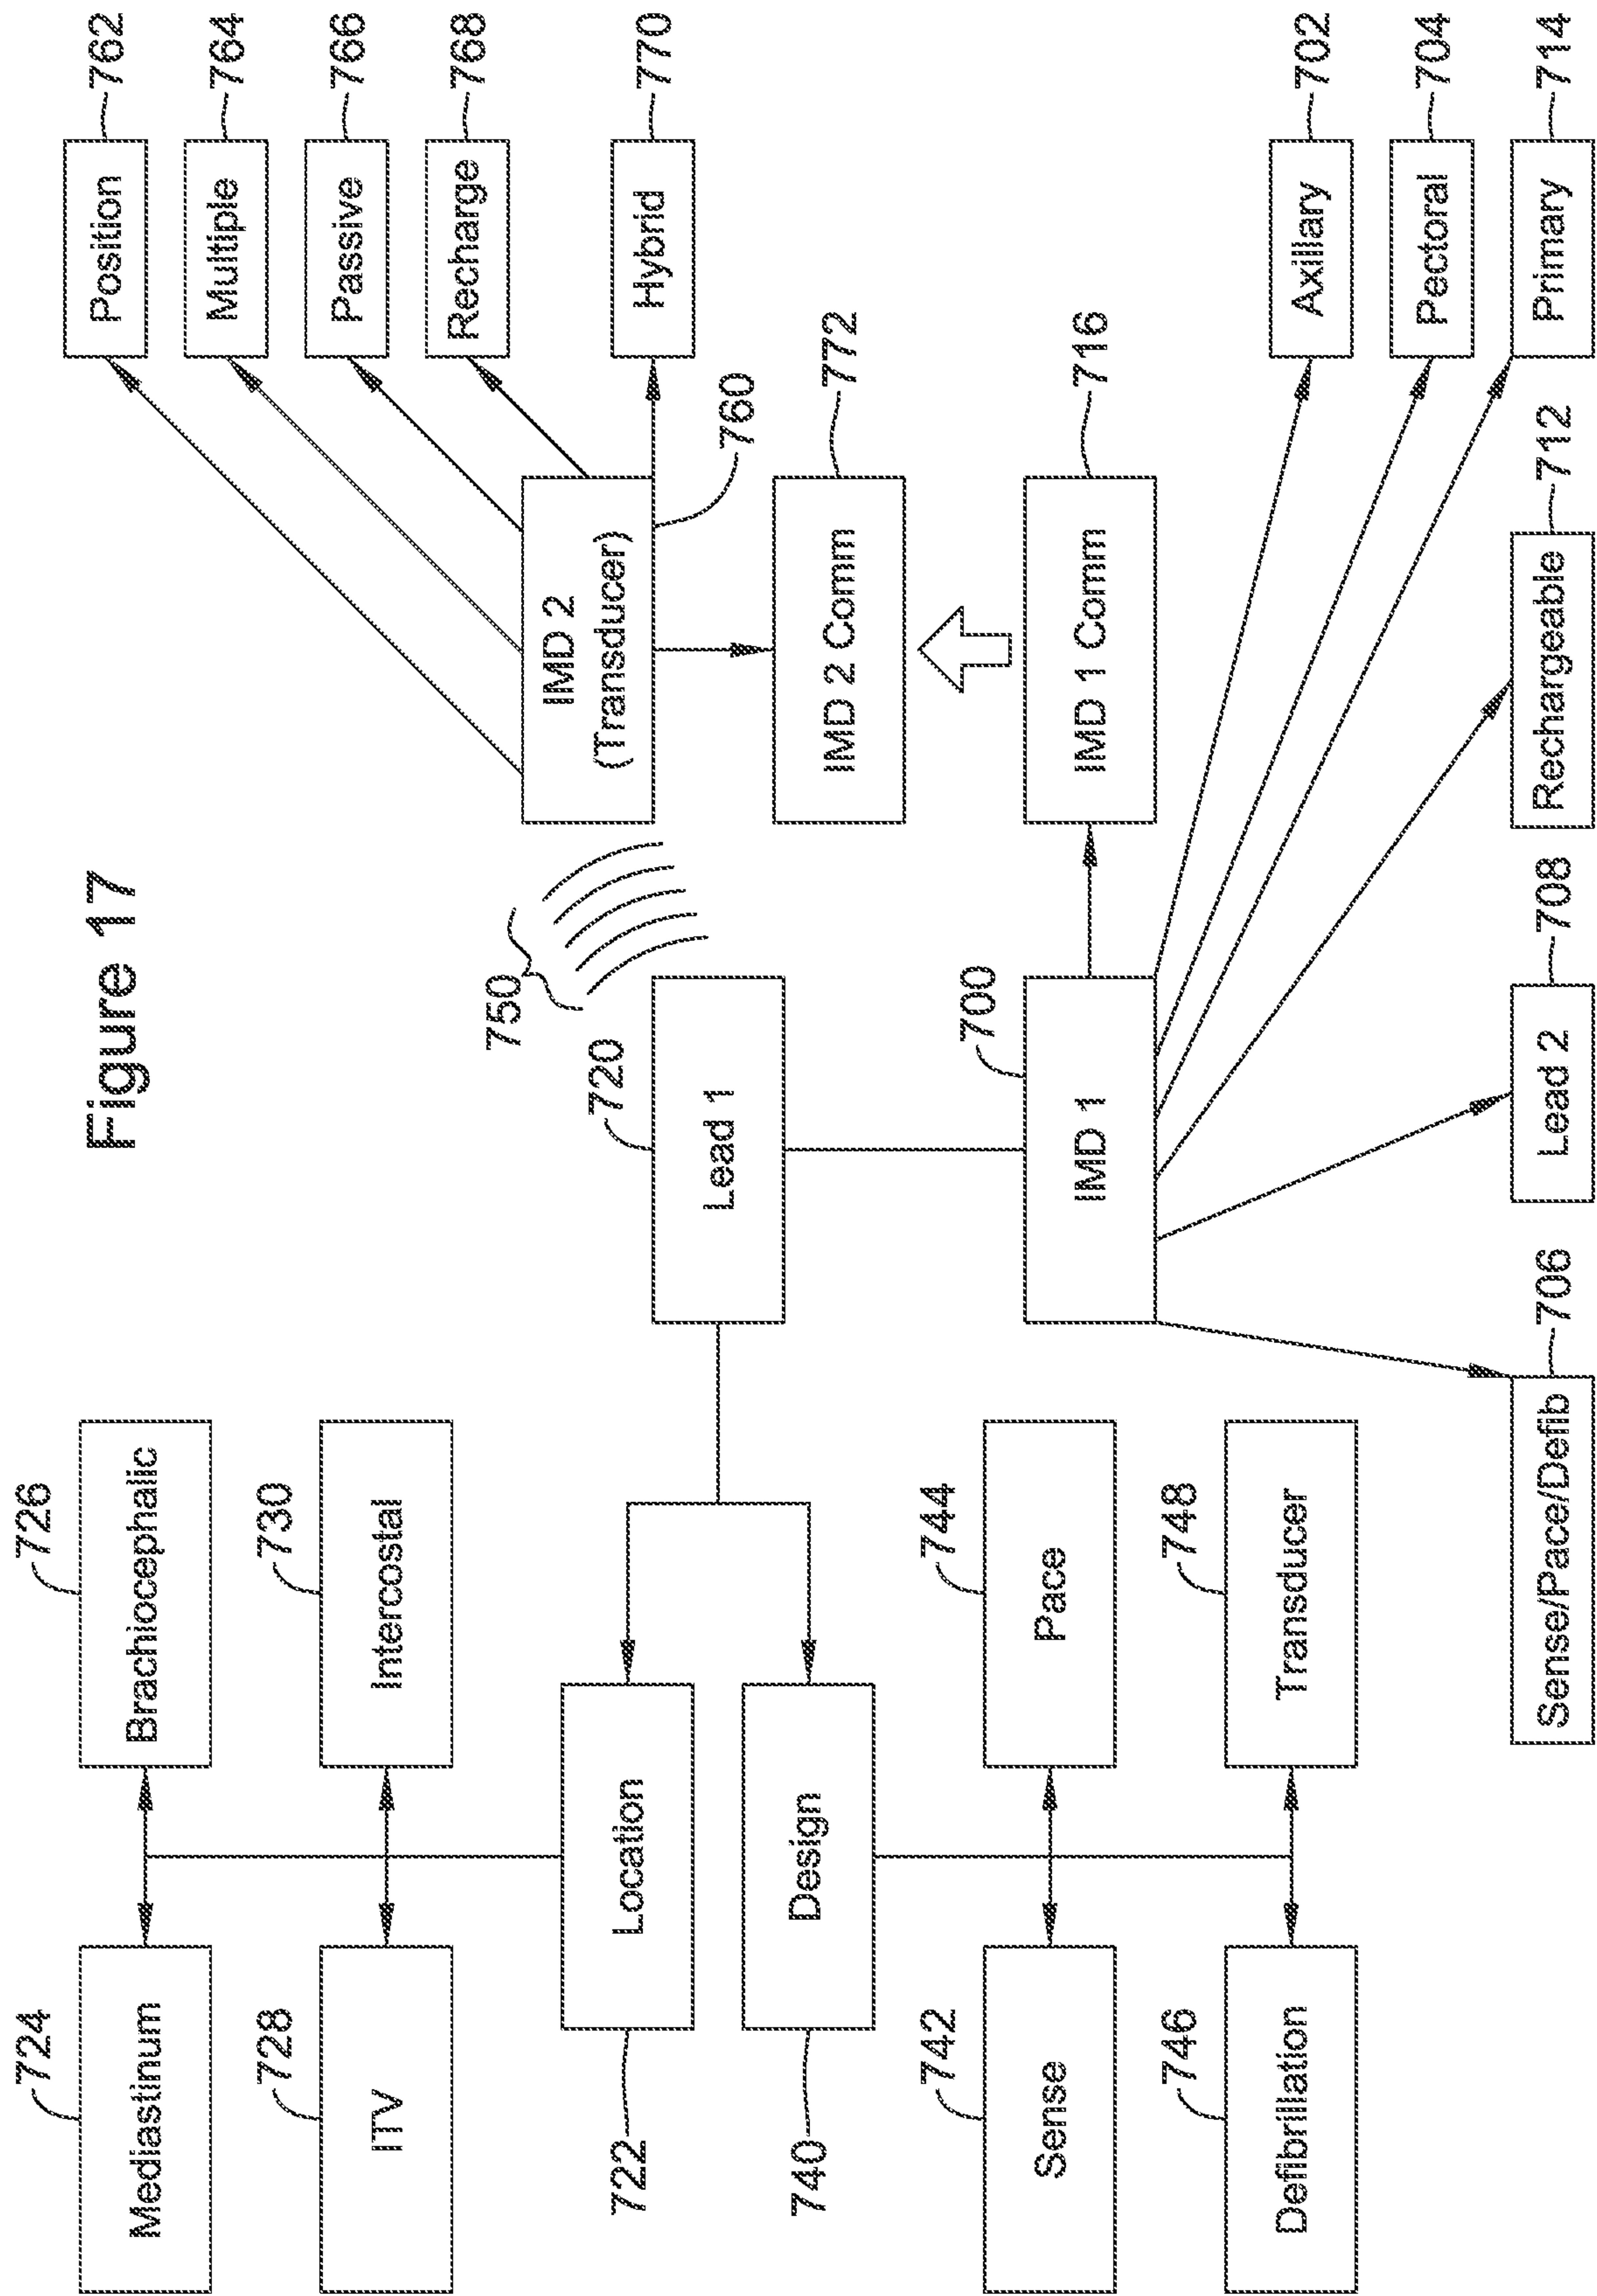 Figure 17
724
Mediastinum
726
Brachiocephalic
728
ITV
730
Intercostal
722
Location
740
Design
742
Sense
744
Pace
746
Defibrillation
748
Transducer
720
Lead 1
750
IMD 2
(Transducer)
760
Position
762
Multiple
764
Passive
766
Recharge
768
Hybrid
770
IMD 2 Comm
772
IMD 1 Comm
716
700
IMD 1
Axillary
702
Pectoral
704
Sense/Pace/Defib
706
Lead 2
708
Rechargeable
712
Primary
714